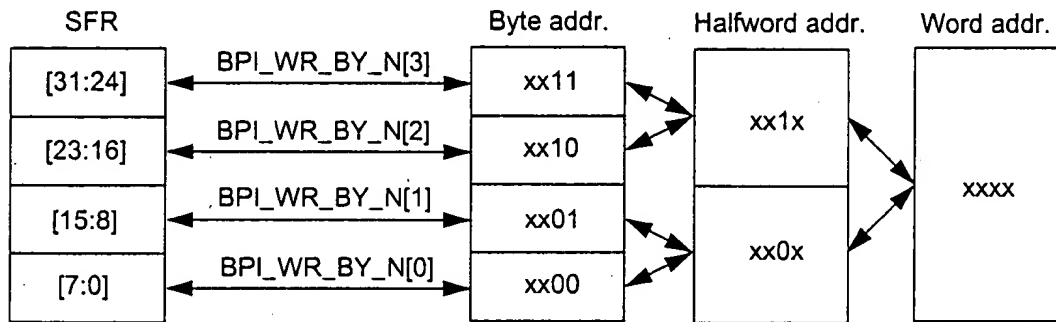 SFR
Byte addr.
Halfword addr.
Word addr.
[31:24]
BPI_WR_BY_N[3]
xx11
[23:16]
BPI_WR_BY_N[2]
xx10
xx1x
[15:8]
BPI_WR_BY_N[1]
xx01
[7:0]
BPI_WR_BY_N[0]
xx00
xx0x
xxxx